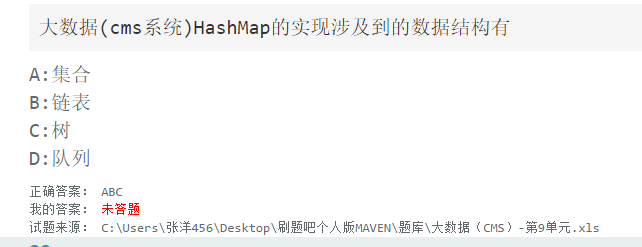 大数据(cms系统)HashMap的实现涉及到的数据结构有
A:集合
B:链表
C:树
D:队列
正确答案: ABC
我的答案: 未答题
试题来源: C:\Users\张洋456\Desktop\刷题吧个人版MAVEN\题库\大数据（CMS）-第9单元.xls